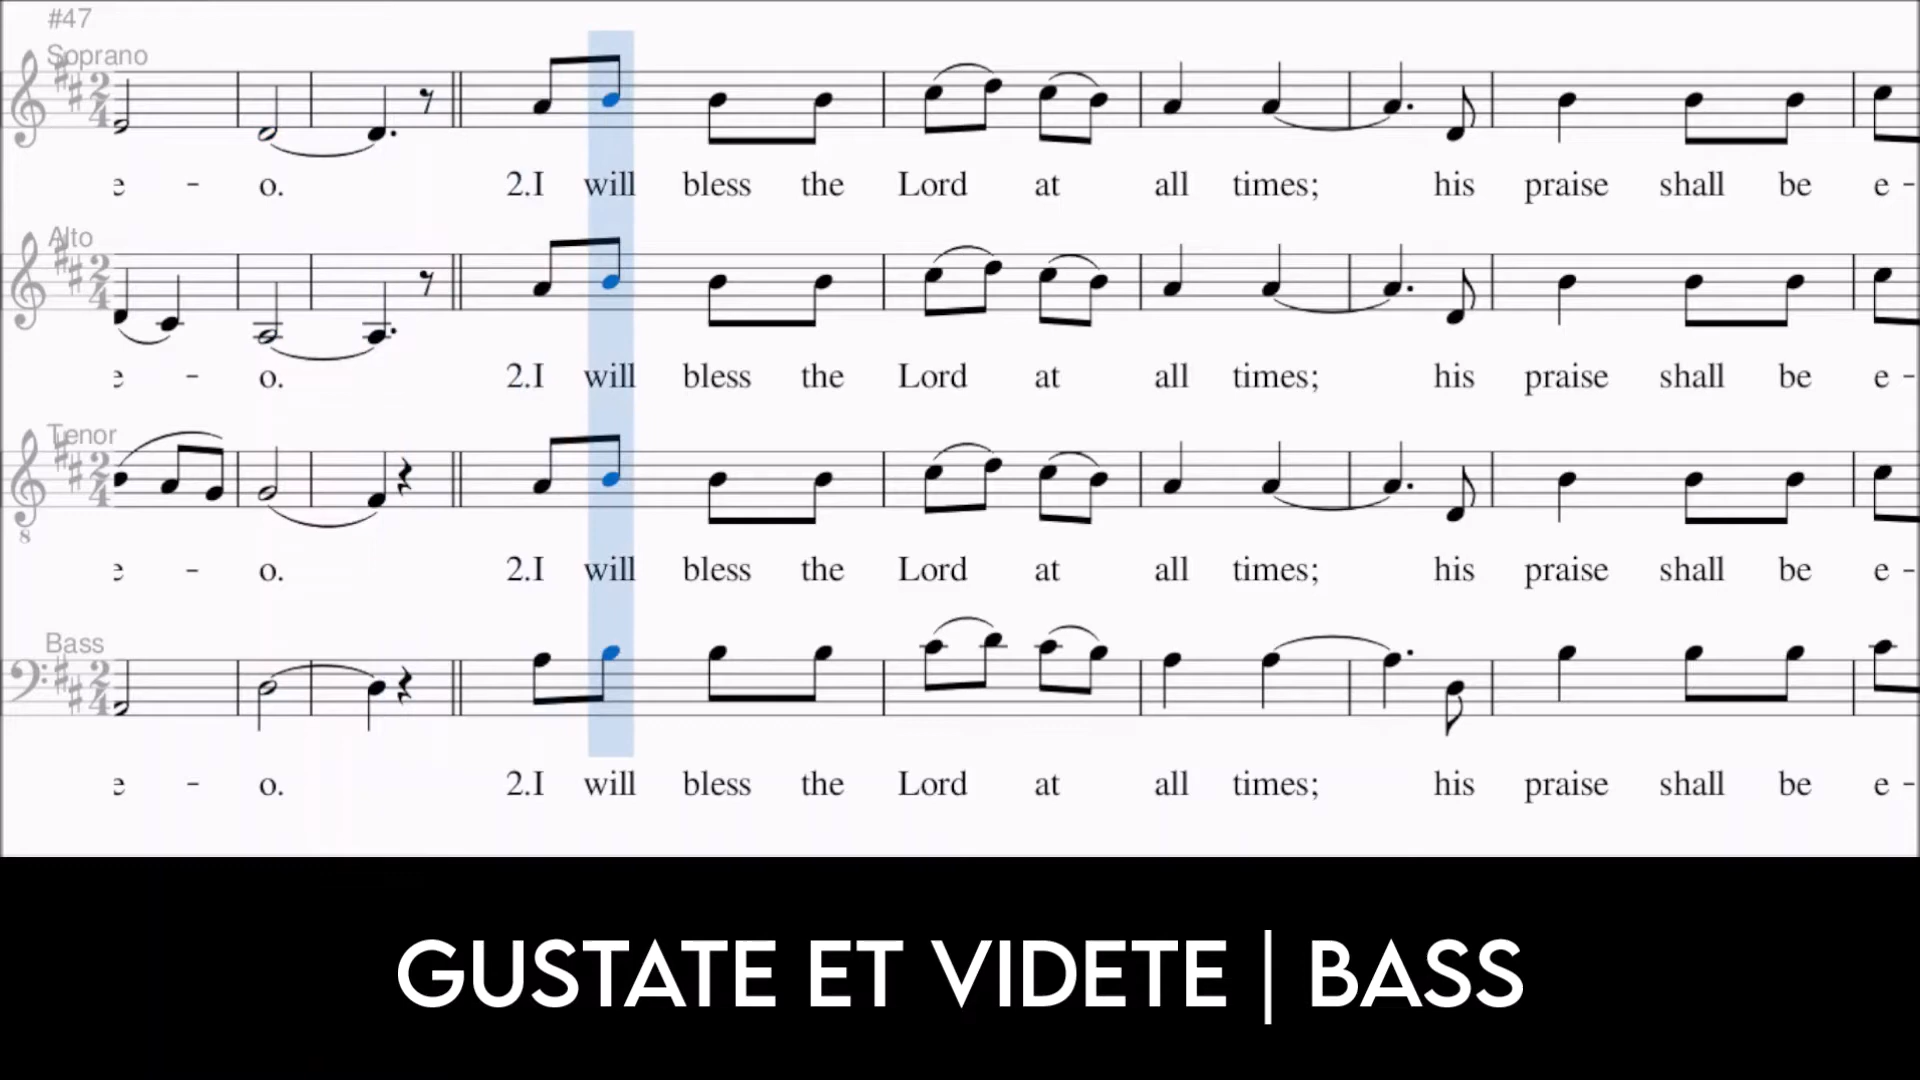 #47
Soprano
e - o. 2.I will bless the Lord at all times; his praise shall be e -
Alto
e - o. 2.I will bless the Lord at all times; his praise shall be e -
Tenor
e - o. 2.I will bless the Lord at all times; his praise shall be e -
Bass
e - o. 2.I will bless the Lord at all times; his praise shall be e -
GUSTATE ET VIDETE | BASS